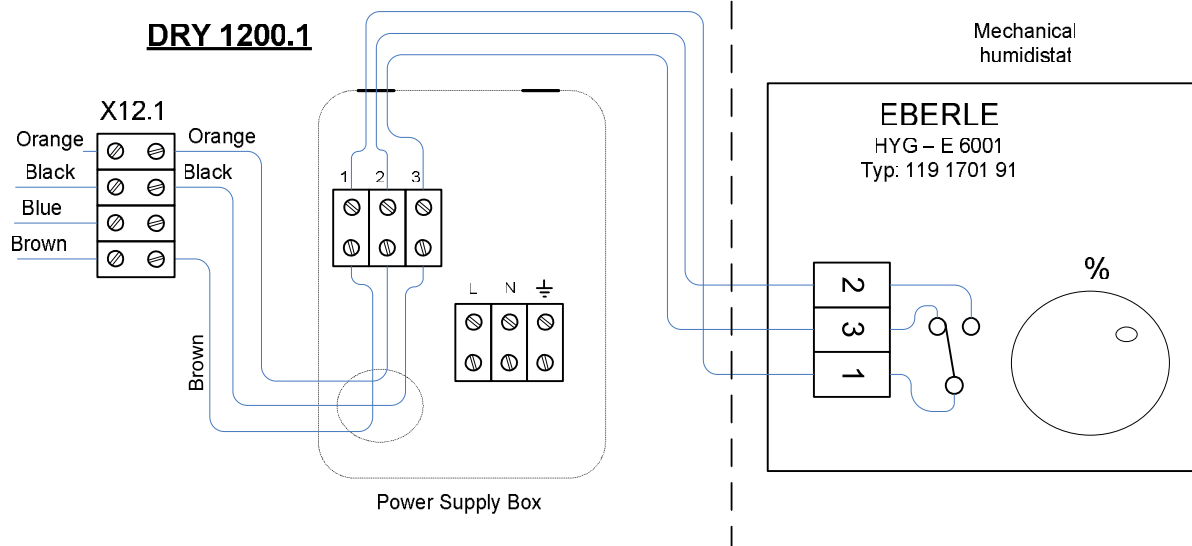 DRY 1200.1
Mechanical
humidistat
X12.1
EBERLE
HYG – E 6001
Typ: 119 1701 91
Orange
Orange
Black
Black
Blue
Brown
1 2 3
L N
Brown
%
2
3
1
Power Supply Box